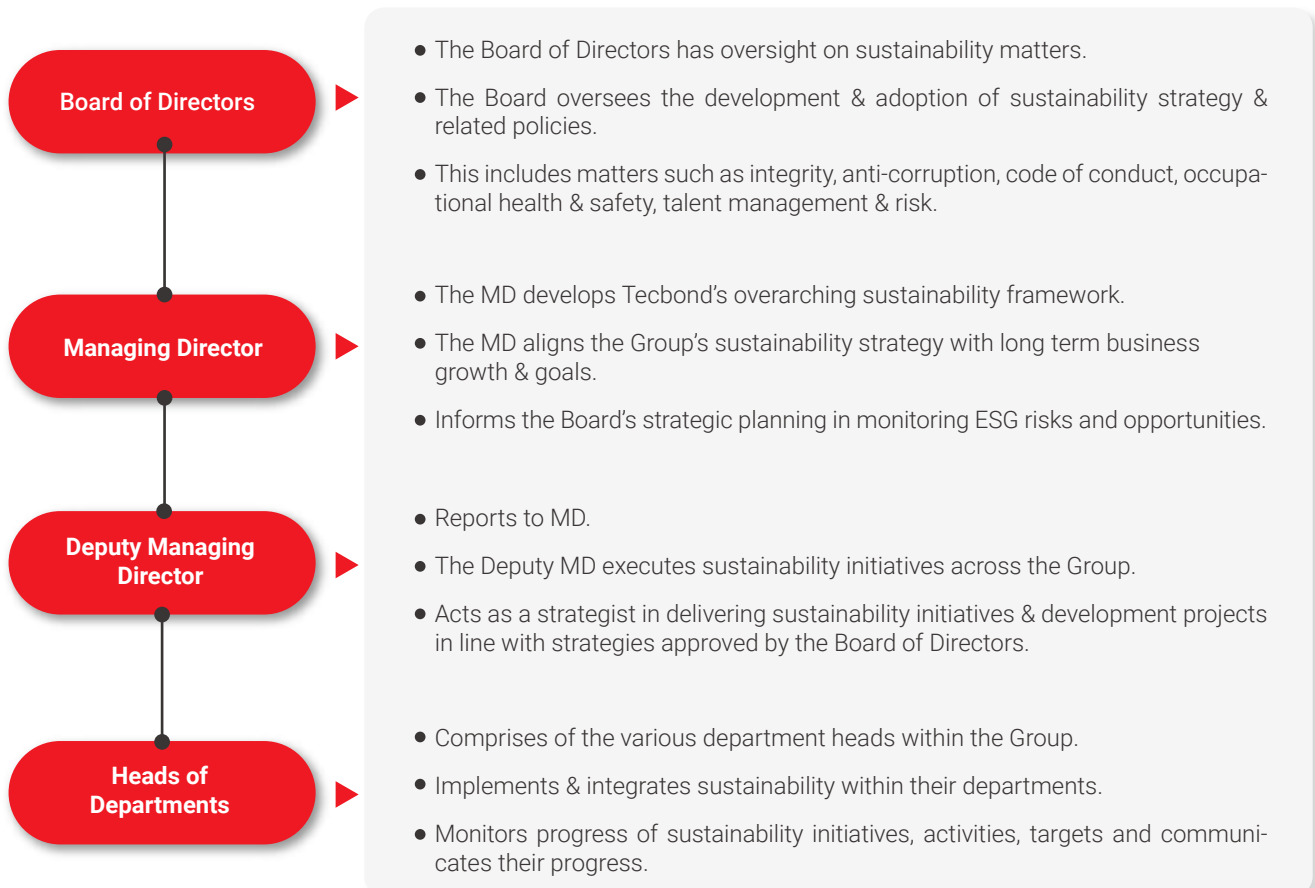 Board of Directors
• The Board of Directors has oversight on sustainability matters.
• The Board oversees the development & adoption of sustainability strategy &
related policies.
• This includes matters such as integrity, anti-corruption, code of conduct, occupa-
tional health & safety, talent management & risk.
Managing Director
• The MD develops Tecbond’s overarching sustainability framework.
• The MD aligns the Group’s sustainability strategy with long term business
growth & goals.
• Informs the Board’s strategic planning in monitoring ESG risks and opportunities.
Deputy Managing
Director
• Reports to MD.
• The Deputy MD executes sustainability initiatives across the Group.
• Acts as a strategist in delivering sustainability initiatives & development projects
in line with strategies approved by the Board of Directors.
Heads of
Departments
• Comprises of the various department heads within the Group.
• Implements & integrates sustainability within their departments.
• Monitors progress of sustainability initiatives, activities, targets and communi-
cates their progress.